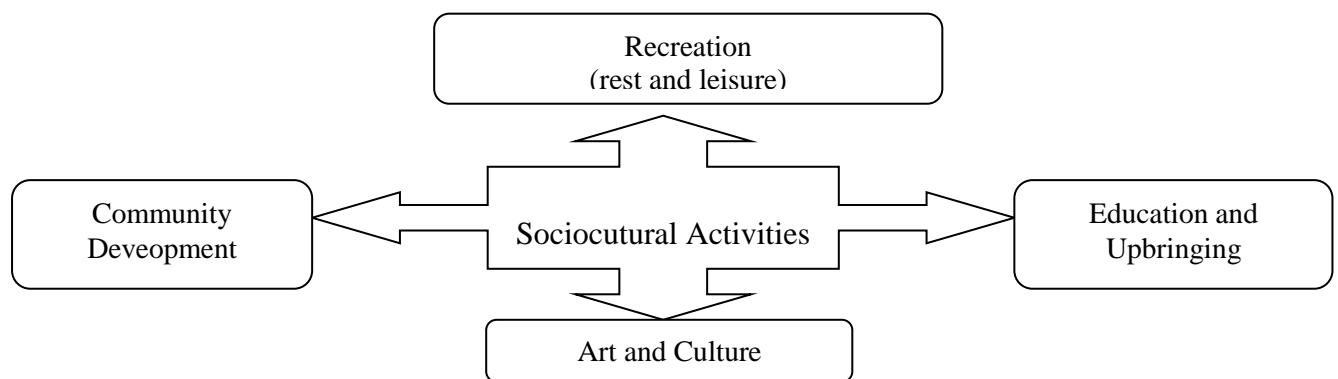 Recreation
(rest and leisure)
Community
Deveopment
Sociocutural Activities
Education and
Upbringing
Art and Culture